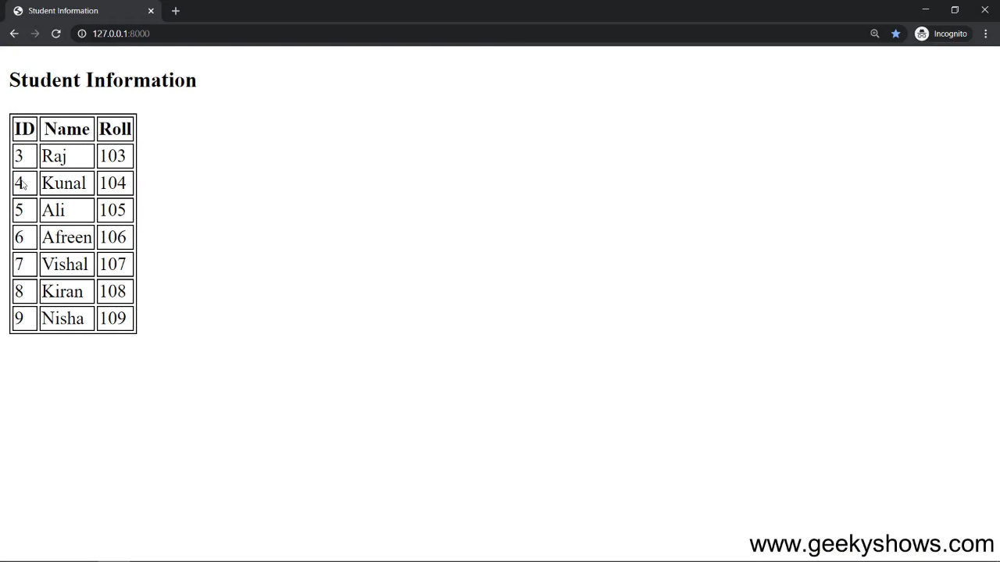 Student Information
127.0.0.1:8000
Incognito
Student Information
ID Name Roll
3 Raj 103
4 Kunal 104
5 Ali 105
6 Afreen 106
7 Vishal 107
8 Kiran 108
9 Nisha 109
www.geekyshows.com